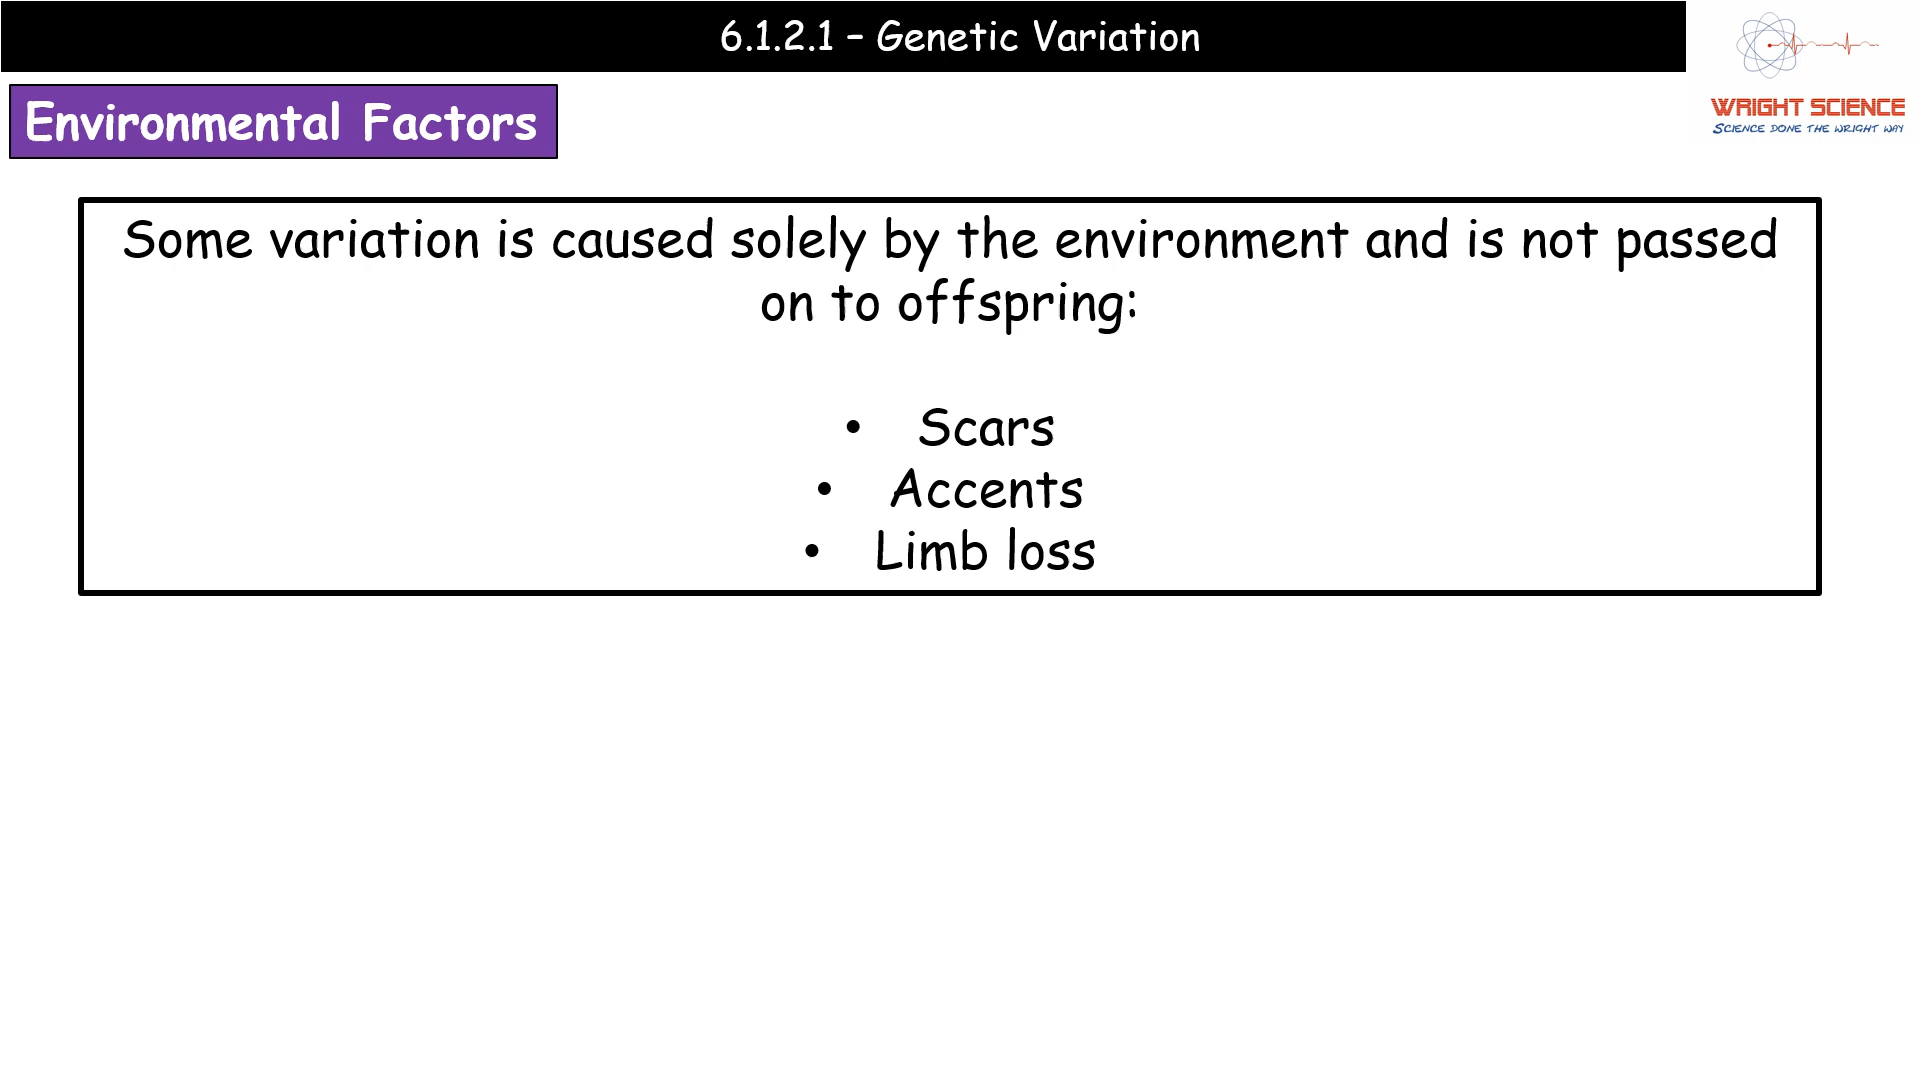 6.1.2.1 – Genetic Variation
WRIGHT SCIENCE
SCIENCE DONE THE WRIGHT WAY
Environmental Factors
Some variation is caused solely by the environment and is not passed
on to offspring:
• Scars
• Accents
• Limb loss